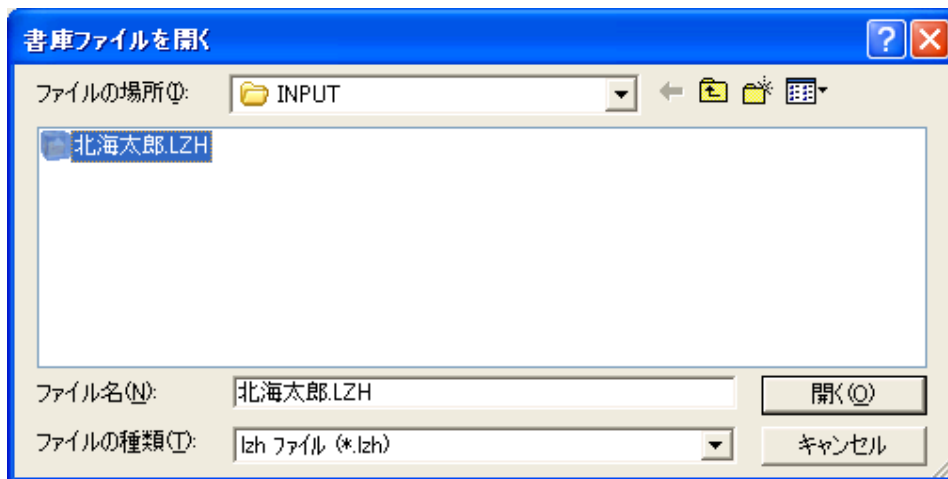 書庫ファイルを開く
ファイルの場所(I): INPUT
北海太郎.LZH
ファイル名(N): 北海太郎.LZH 開く(O)
ファイルの種類(T): lzh ファイル (*.lzh) キャンセル